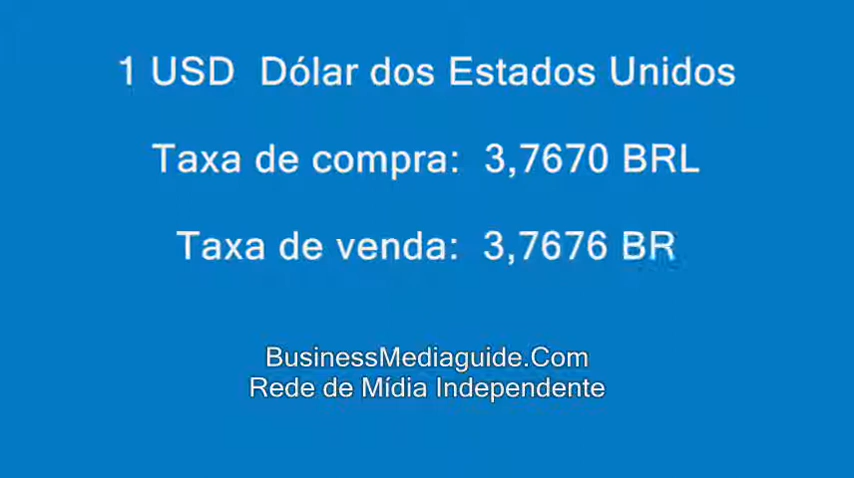 1 USD Dólar dos Estados Unidos
Taxa de compra: 3,7670 BRL
Taxa de venda: 3,7676 BR
BusinessMediaguide.Com
Rede de Mídia Independente